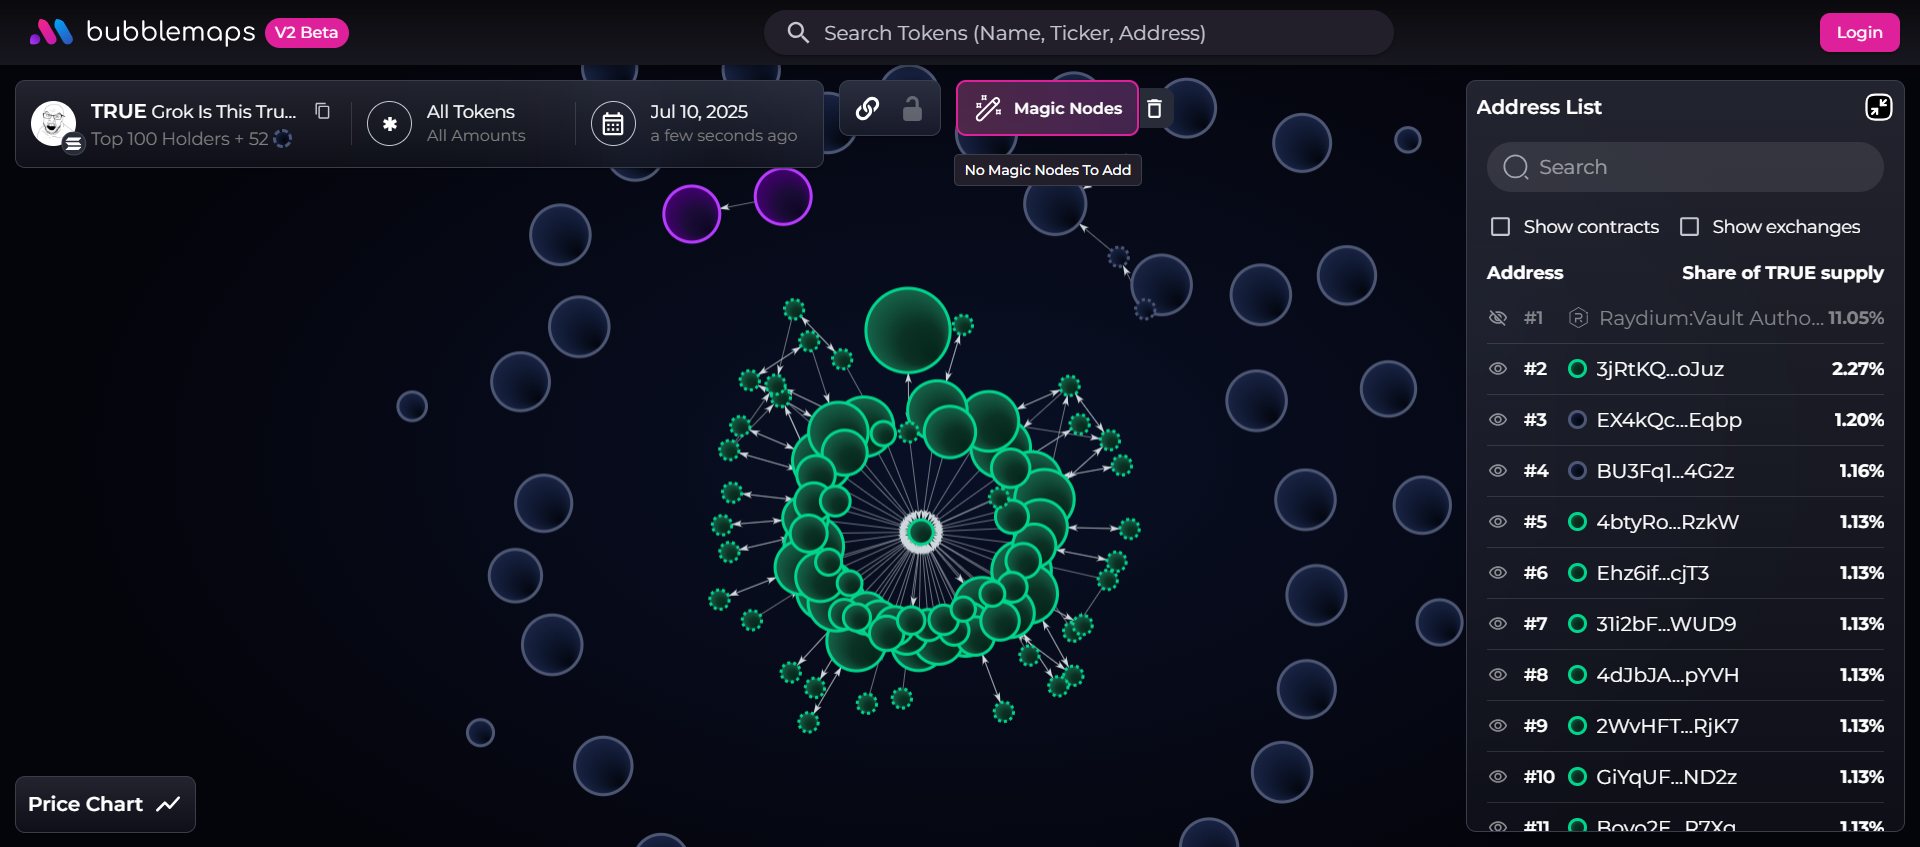 bubblemaps V2 Beta
Search Tokens (Name, Ticker, Address)
Login
TRUE Grok Is This Tru...
Top 100 Holders + 52
All Tokens
All Amounts
Jul 10, 2025
a few seconds ago
Magic Nodes
No Magic Nodes To Add
Address List
Search
Show contracts Show exchanges
Address Share of TRUE supply
#1 Raydium:Vault Autho... 11.05%
#2 3jRtKQ...oJuz 2.27%
#3 EX4kQc...Eqbp 1.20%
#4 BU3Fq1...4G2z 1.16%
#5 4btyRo...RzkW 1.13%
#6 Ehz6if...cjT3 1.13%
#7 31i2bF...WUD9 1.13%
#8 4dJbJA...pYVH 1.13%
#9 2WvHFT...RjK7 1.13%
#10 GiYqUF...ND2z 1.13%
#11 1.13%
Price Chart